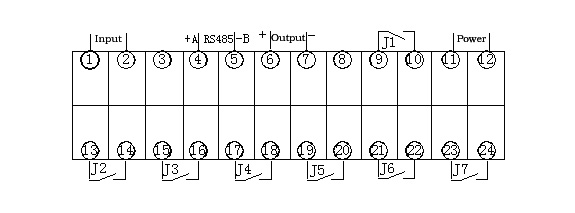 Input +A RS485-B + Output - J1 Power
1 2 3 4 5 6 7 8 9 10 11 12
13 14 15 16 17 18 19 20 21 22 23 24
J2 J3 J4 J5 J6 J7